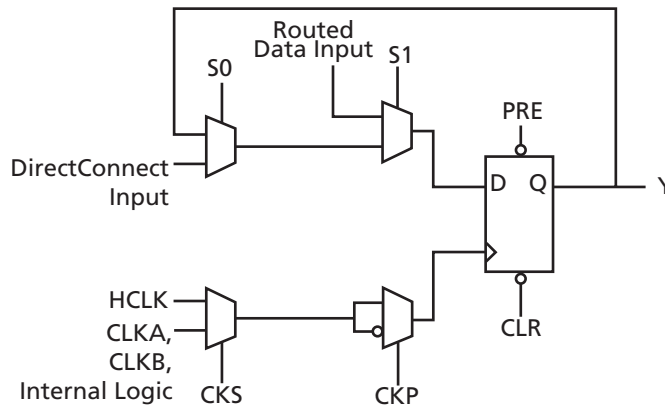 Routed
Data Input
S0
S1
PRE
DirectConnect
Input
D
Q
Y
HCLK
CLKA,
CLKB,
Internal Logic
CKS
CKP
CLR